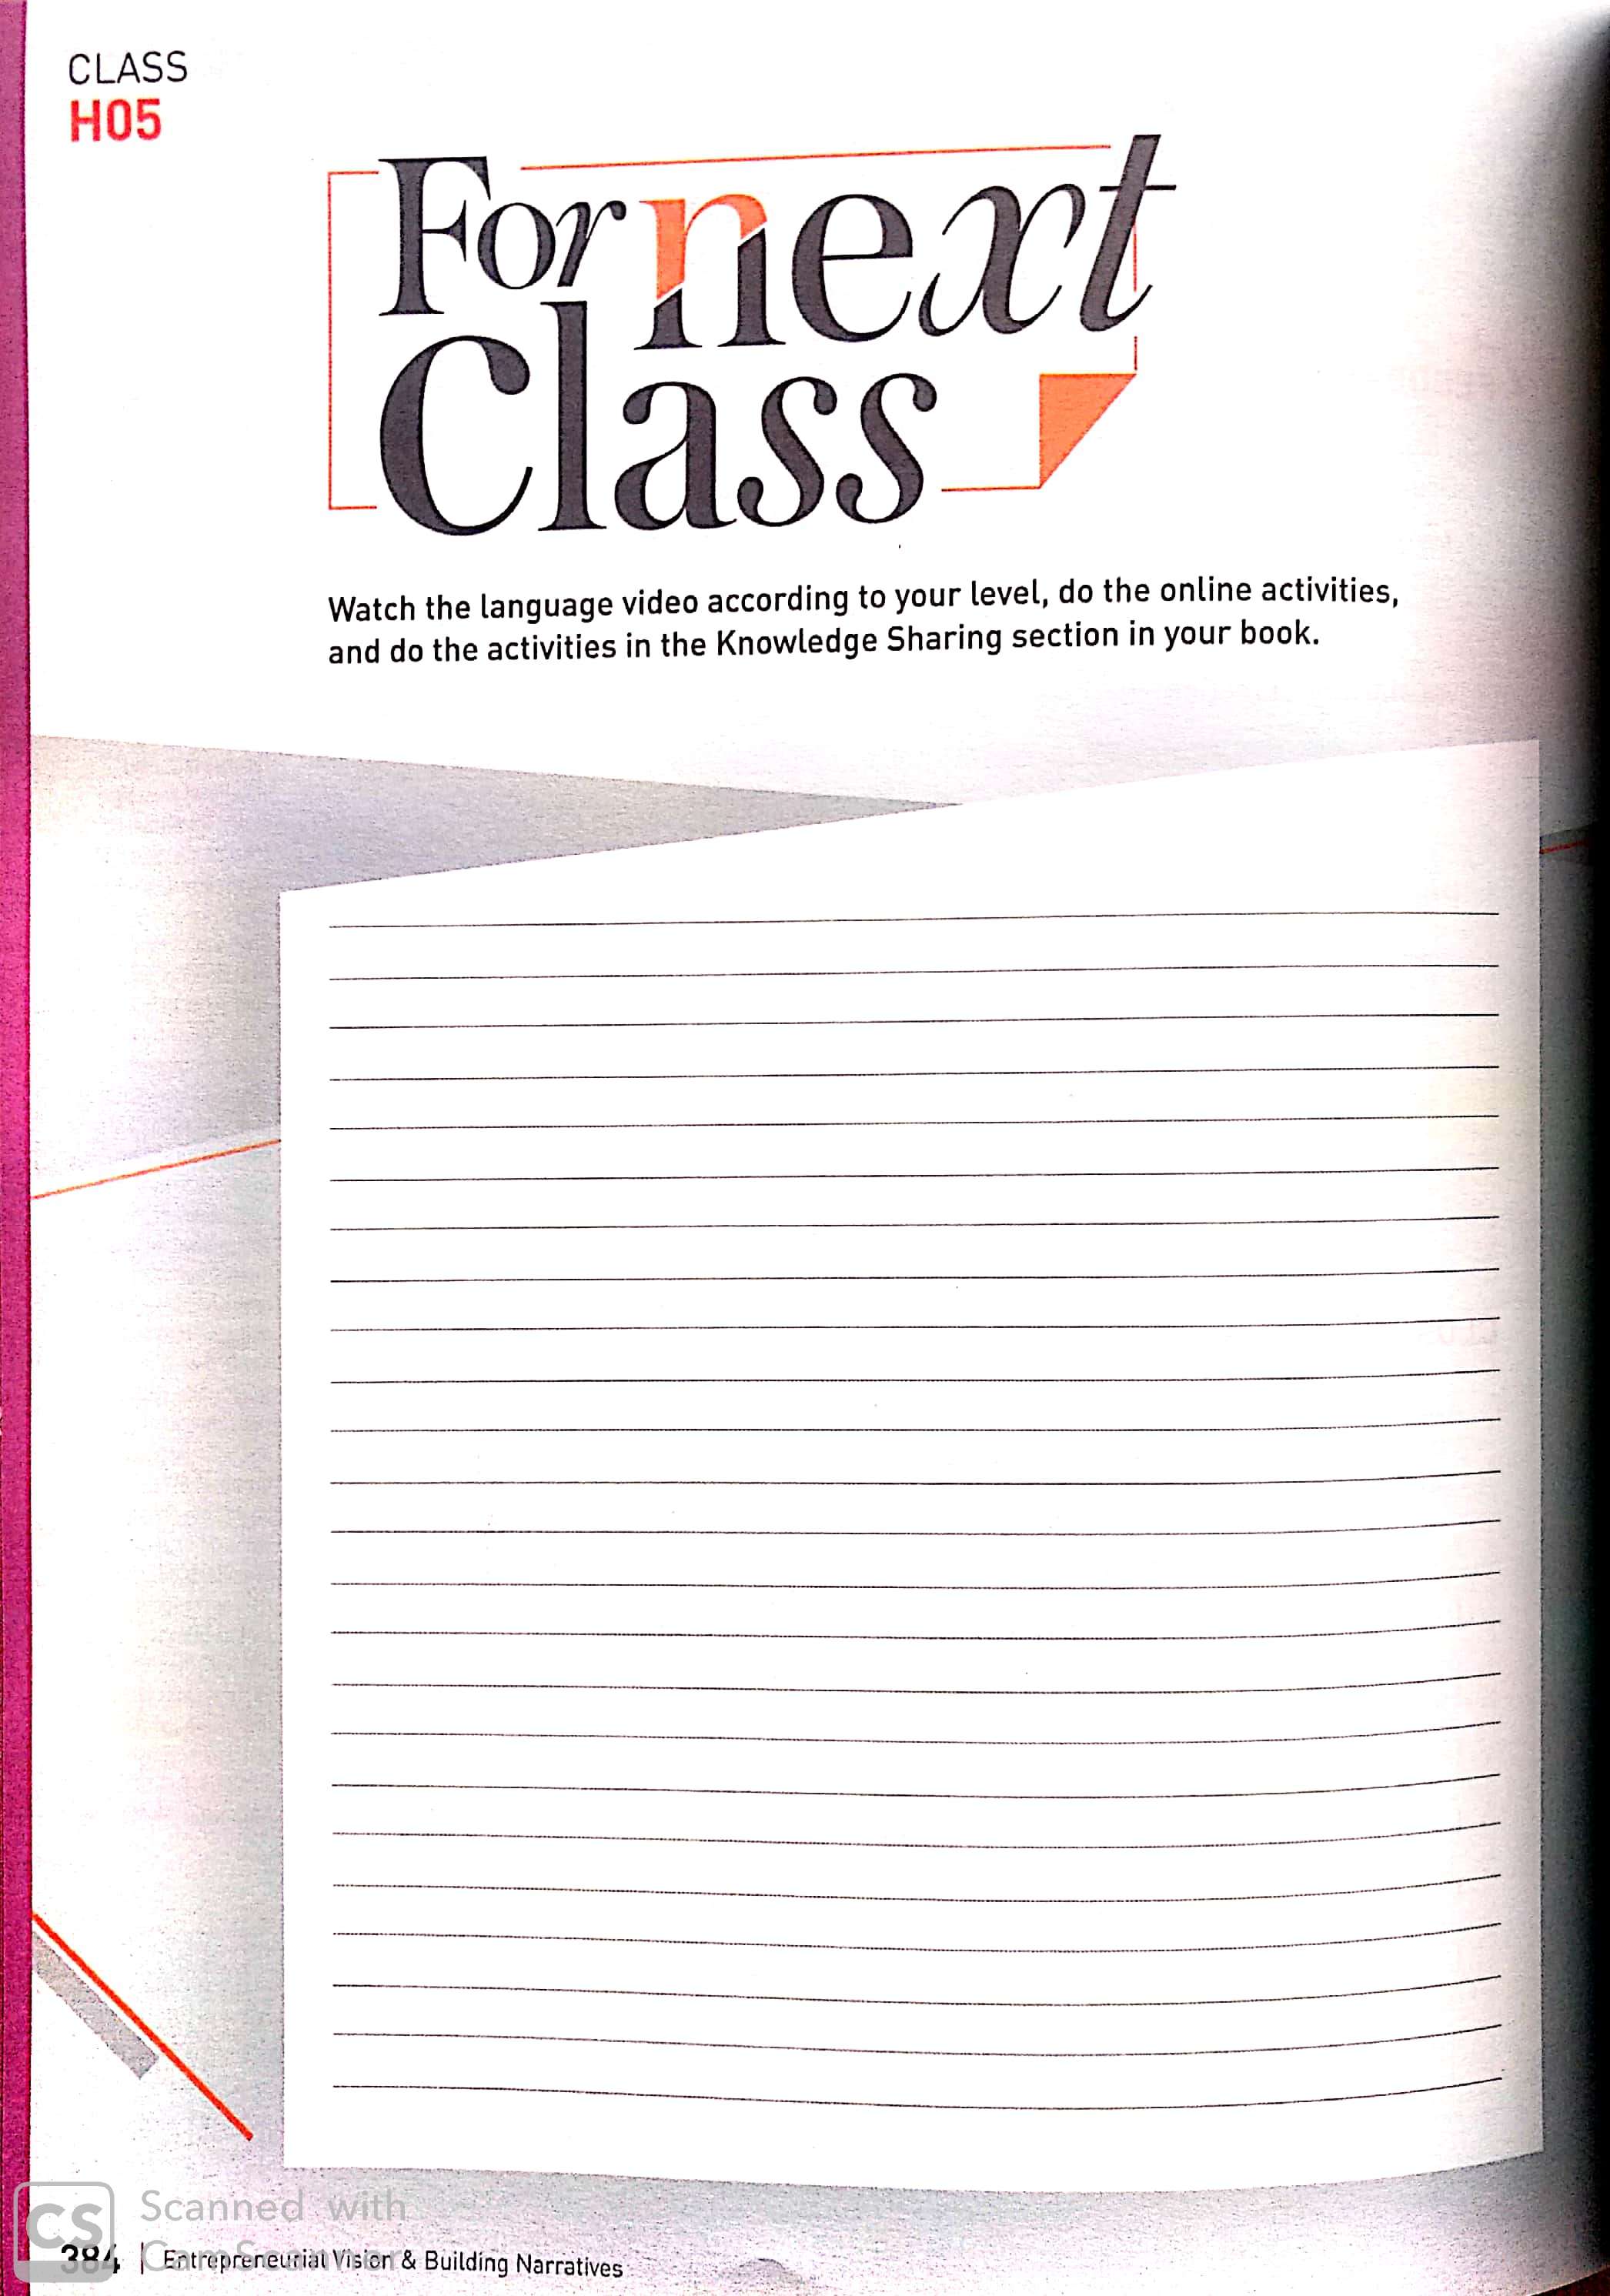 CLASS
H05
For next
Class
Watch the language video according to your level, do the online activities,
and do the activities in the Knowledge Sharing section in your book.
CS Scanned with
CamScanner
384 | Entrepreneurial Vision & Building Narratives